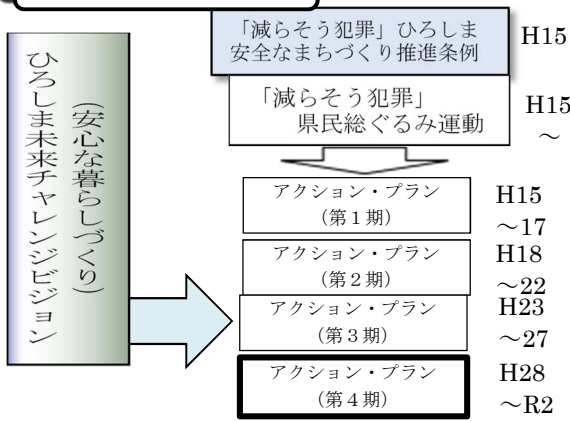 「減らそう犯罪」ひろしま
安全なまちづくり推進条例
H15
「減らそう犯罪」
県民総ぐるみ運動
H15
～
ひろしま未来チャレンジビジョン
(安心な暮らしづくり)
アクション・プラン
(第１期)
H15
～17
アクション・プラン
(第２期)
H18
～22
アクション・プラン
(第３期)
H23
～27
アクション・プラン
(第４期)
H28
～R2